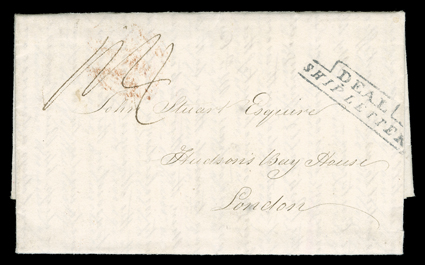 DEAL
SHIP LETTER
John Stuart Esquire
Hudson's Bay House
London